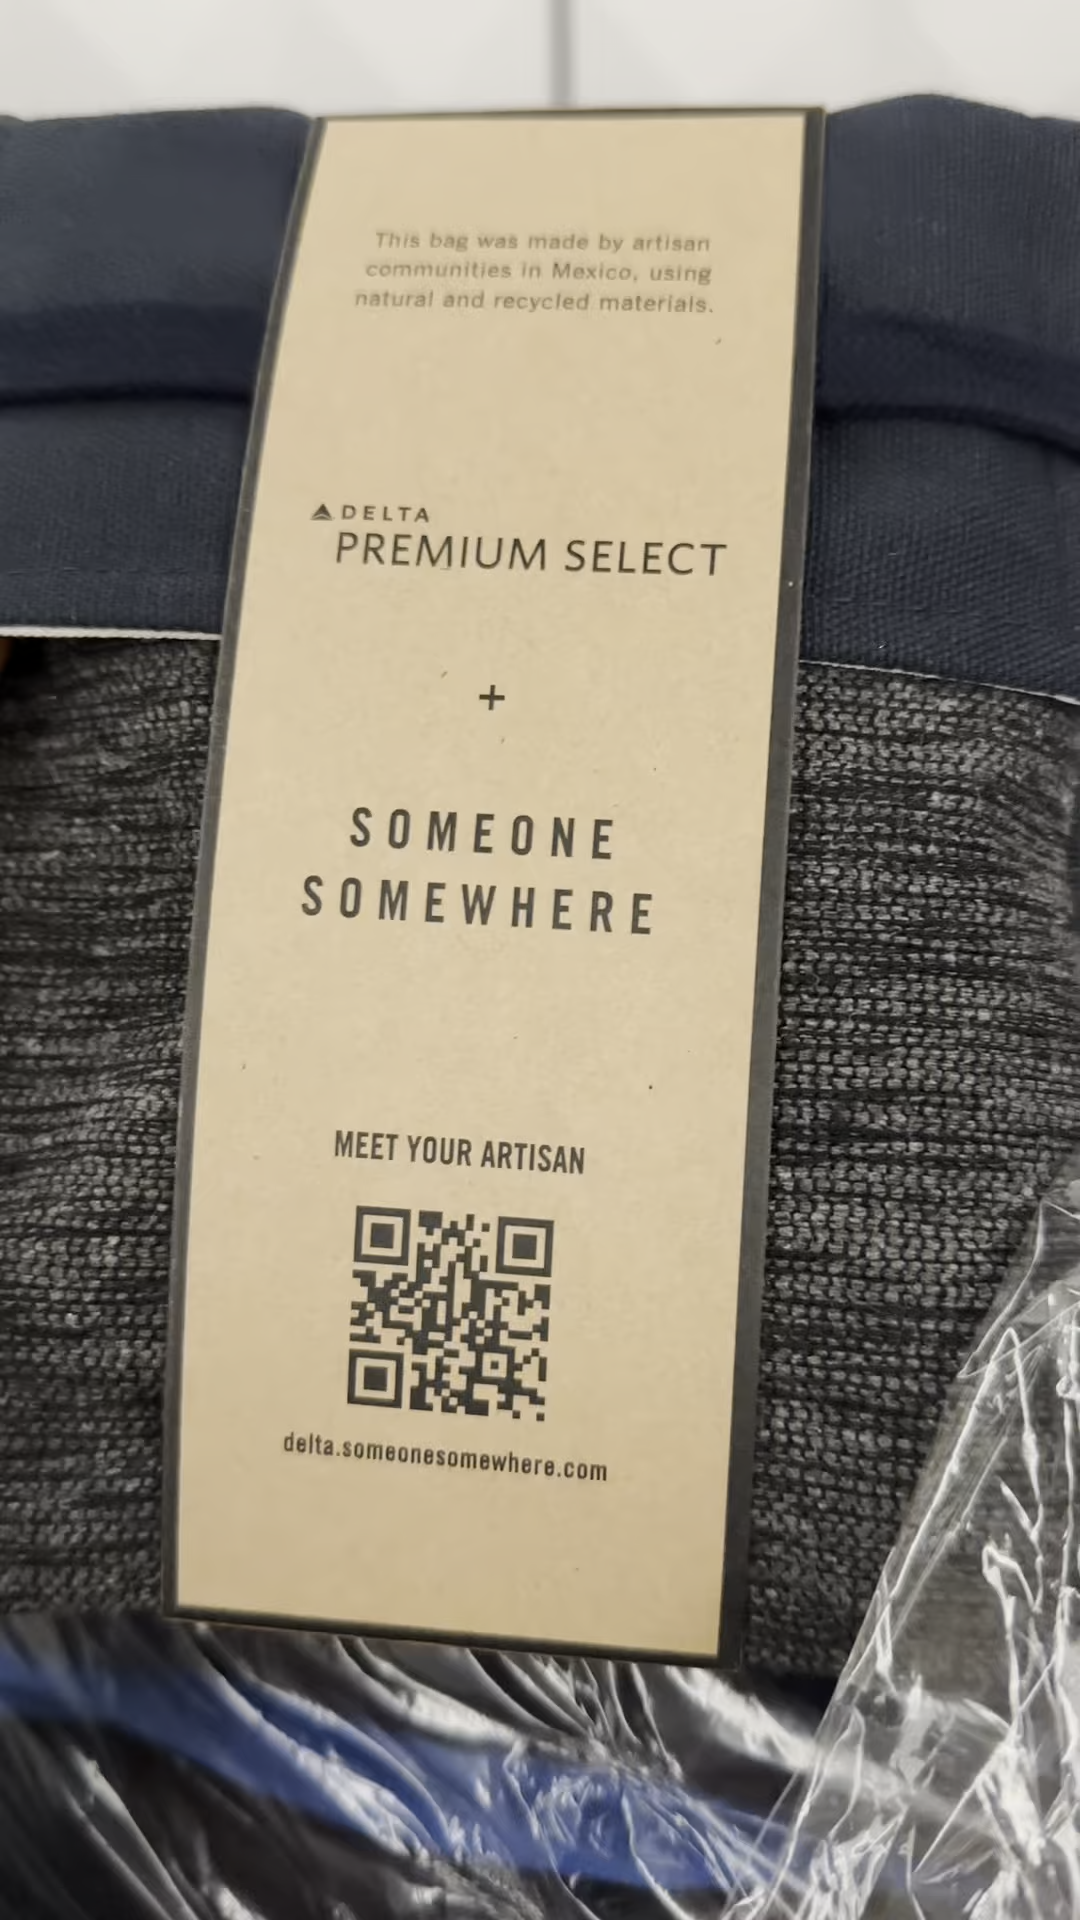 This bag was made by artisan
communities in Mexico, using
natural and recycled materials.
DELTA
PREMIUM SELECT
+
SOMEONE
SOMEWHERE
MEET YOUR ARTISAN
delta.someonesomewhere.com